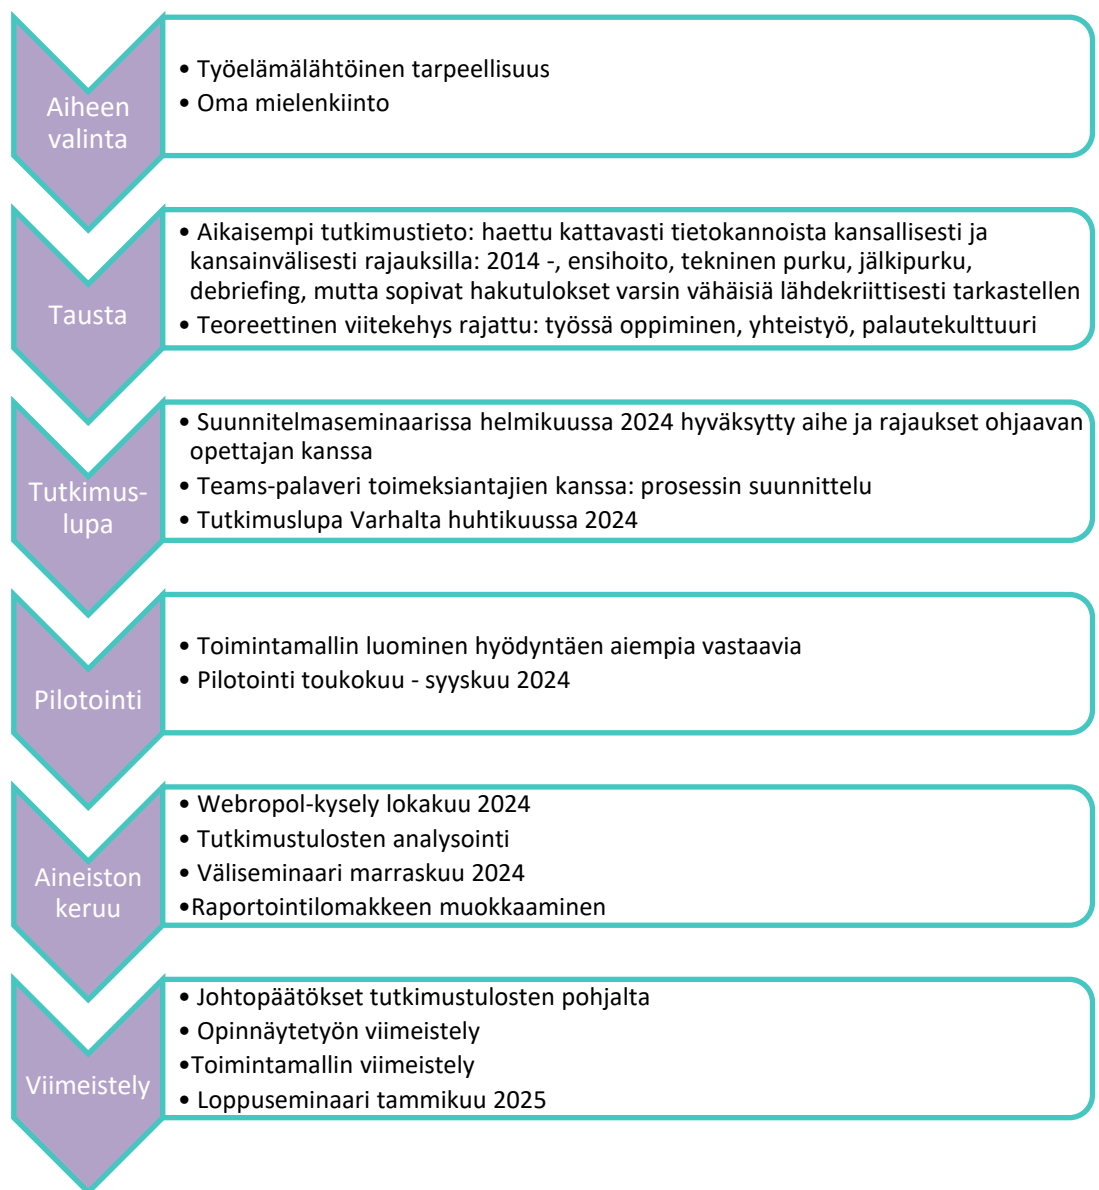 Aiheen
valinta
• Työelämälähtöinen tarpeellisuus
• Oma mielenkiinto
Tausta
• Aikaisempi tutkimustieto: haettu kattavasti tietokannoista kansallisesti ja
kansainvälisesti rajauksilla: 2014 -, ensihoito, tekninen purku, jälkipurku,
debriefing, mutta sopivat hakutulokset varsin vähäisiä lähdekriittisesti tarkastellen
• Teoreettinen viitekehys rajattu: työssä oppiminen, yhteistyö, palautekulttuuri
Tutkimus-
lupa
• Suunnitelmaseminaarissa helmikuussa 2024 hyväksytty aihe ja rajaukset ohjaavan
opettajan kanssa
• Teams-palaveri toimeksiantajien kanssa: prosessin suunnittelu
• Tutkimuslupa Varhalta huhtikuussa 2024
Pilotointi
• Toimintamallin luominen hyödyntäen aiempia vastaavia
• Pilotointi toukokuu - syyskuu 2024
Aineiston
keruu
• Webropol-kysely lokakuu 2024
• Tutkimustulosten analysointi
• Väliseminaari marraskuu 2024
•Raportointilomakkeen muokkaaminen
Viimeistely
• Johtopäätökset tutkimustulosten pohjalta
• Opinnäytetyön viimeistely
•Toimintamallin viimeistely
• Loppuseminaari tammikuu 2025